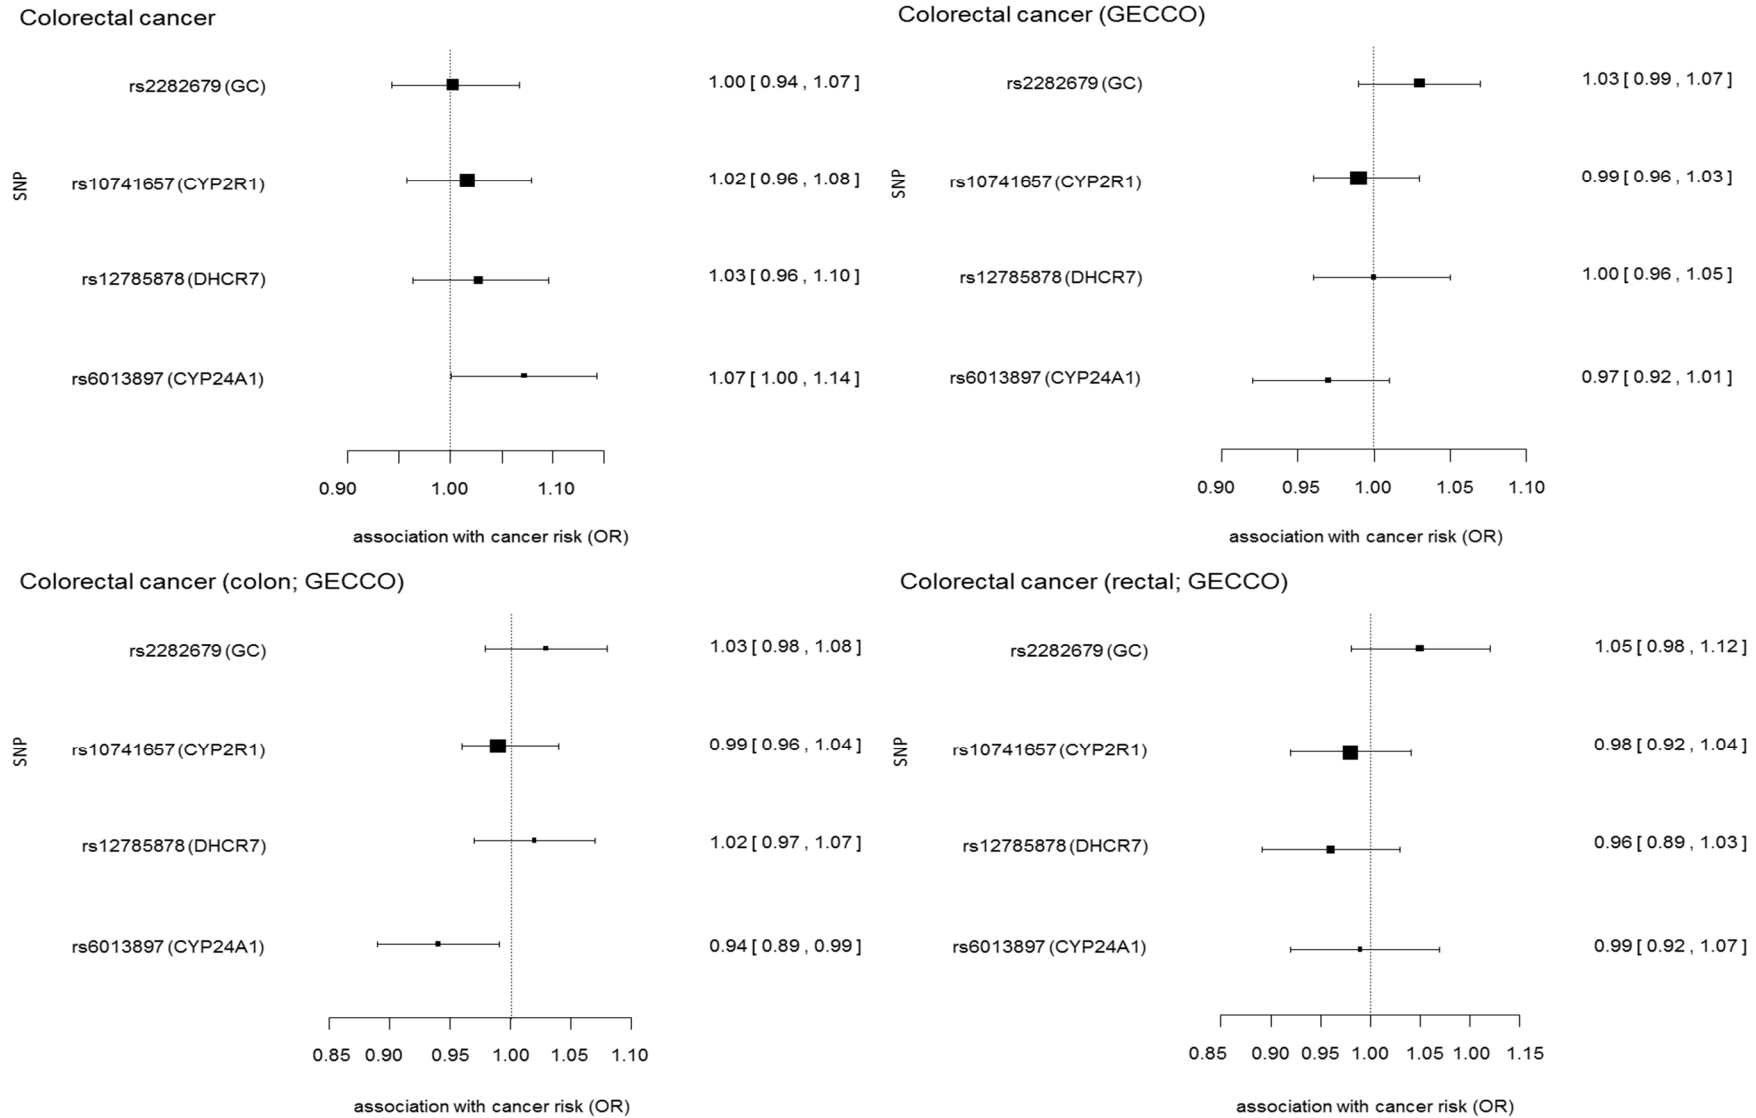 Colorectal cancer
rs2282679 (GC) 1.00 [ 0.94 , 1.07 ]
SNP
rs10741657 (CYP2R1) 1.02 [ 0.96 , 1.08 ]
rs12785878 (DHCR7) 1.03 [ 0.96 , 1.10 ]
rs6013897 (CYP24A1) 1.07 [ 1.00 , 1.14 ]
0.90 1.00 1.10
association with cancer risk (OR)
Colorectal cancer (GECCO)
rs2282679 (GC) 1.03 [ 0.99 , 1.07 ]
SNP
rs10741657 (CYP2R1) 0.99 [ 0.96 , 1.03 ]
rs12785878 (DHCR7) 1.00 [ 0.96 , 1.05 ]
rs6013897 (CYP24A1) 0.97 [ 0.92 , 1.01 ]
0.90 0.95 1.00 1.05 1.10
association with cancer risk (OR)
Colorectal cancer (colon; GECCO)
rs2282679 (GC) 1.03 [ 0.98 , 1.08 ]
SNP
rs10741657 (CYP2R1) 0.99 [ 0.96 , 1.04 ]
rs12785878 (DHCR7) 1.02 [ 0.97 , 1.07 ]
rs6013897 (CYP24A1) 0.94 [ 0.89 , 0.99 ]
0.85 0.90 0.95 1.00 1.05 1.10
association with cancer risk (OR)
Colorectal cancer (rectal; GECCO)
rs2282679 (GC) 1.05 [ 0.98 , 1.12 ]
SNP
rs10741657 (CYP2R1) 0.98 [ 0.92 , 1.04 ]
rs12785878 (DHCR7) 0.96 [ 0.89 , 1.03 ]
rs6013897 (CYP24A1) 0.99 [ 0.92 , 1.07 ]
0.85 0.90 0.95 1.00 1.05 1.00 1.15
association with cancer risk (OR)